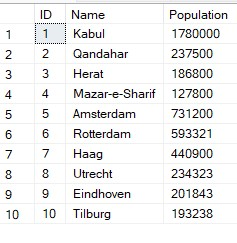 ID Name Population
1 1 Kabul 1780000
2 2 Qandahar 237500
3 3 Herat 186800
4 4 Mazar-e-Sharif 127800
5 5 Amsterdam 731200
6 6 Rotterdam 593321
7 7 Haag 440900
8 8 Utrecht 234323
9 9 Eindhoven 201843
10 10 Tilburg 193238